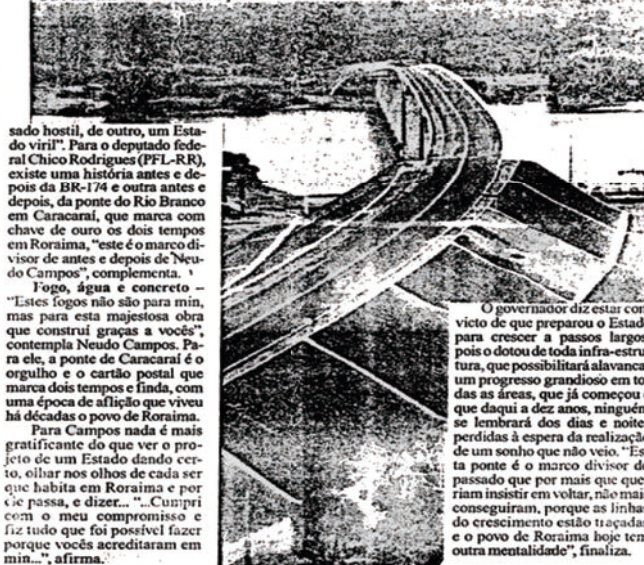 sado hostil, de outro, um Esta-
do viril". Para o deputado fede-
ral Chico Rodrigues (PFL-RR),
existe uma história antes e de-
pois da BR-174 e outra antes e
depois, da ponte do Rio Branco
em Caracaraí, que marca com
chave de ouro os dois tempos
em Roraima, "este é o marco di-
visor de antes e depois de Neu-
do Campos", complementa.
Fogo, água e concreto –
"Estes fogos não são para min,
mas para esta majestosa obra
que construí graças a vocês",
contempla Neudo Campos. Pa-
ra ele, a ponte de Caracaraí é o
orgulho e o cartão postal que
marca dois tempos e finda, com
uma época de aflição que viveu
há décadas o povo de Roraima.
Para Campos nada é mais
gratificante do que ver o pro-
jeto de um Estado dando cer-
to, olhar nos olhos de cada ser
que habita em Roraima e por
ele passa, e dizer... "...Cumpri
com o meu compromisso e
fiz tudo que foi possível fazer
porque vocês acreditaram em
min...", afirma.
O governador diz estar con
victo de que preparou o Estado
para crescer a passos largos
pois o dotou de toda infra-estru
tura, que possibilitará alavanca
um progresso grandioso em to
das as áreas, que já começou e
que daqui a dez anos, ninguém
se lembrará dos dias e noites
perdidas à espera da realização
de um sonho que não veio. "Es
ta ponte é o marco divisor do
passado que por mais que que
riam insistir em voltar, não mais
conseguiram, porque as linhas
do crescimento estão traçadas
e o povo de Roraima hoje tem
outra mentalidade", finaliza.